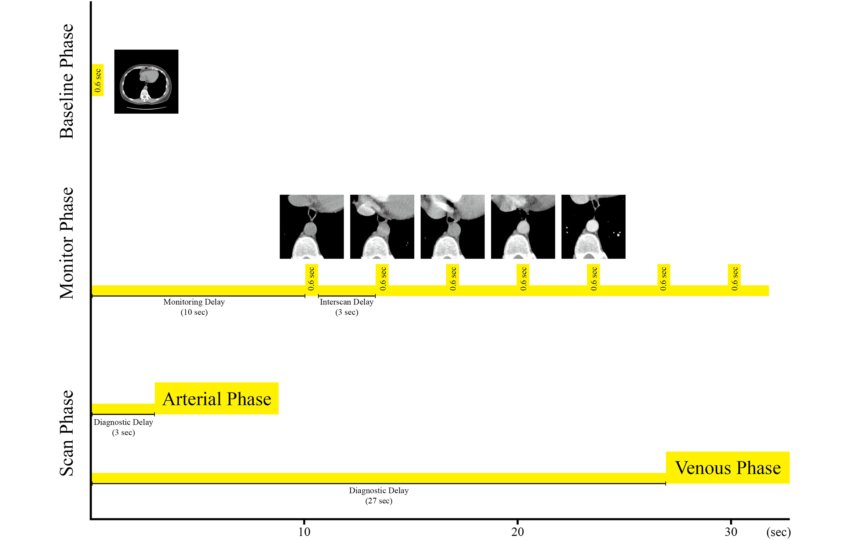 Baseline Phase
0.6 sec
Monitor Phase
0.6 sec
0.6 sec
0.6 sec
0.6 sec
0.6 sec
0.6 sec
0.6 sec
Monitoring Delay
(10 sec)
Interscan Delay
(3 sec)
Scan Phase
Arterial Phase
Diagnostic Delay
(3 sec)
Venous Phase
Diagnostic Delay
(27 sec)
10
20
30
(sec)